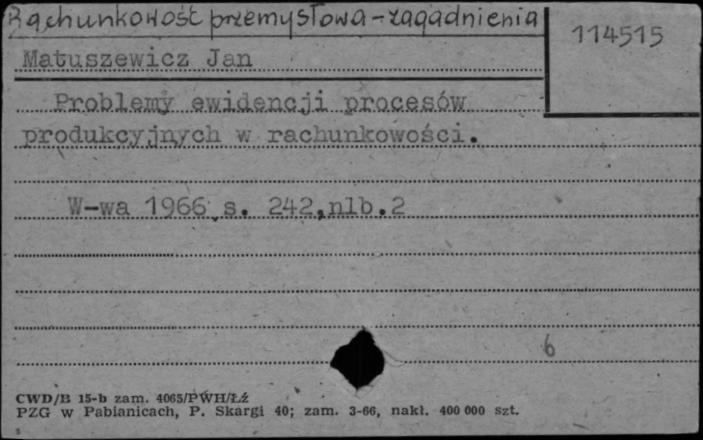 Rachunkowość przemysłowa - zagadnienia
114515
Matuszewicz Jan
Problemy ewidencji procesów
produkcyjnych w rachunkowości.
W-wa 1966 s. 242,nlb.2
6
CWD/B 15-b zam. 4065/PWH/ŁŹ
PZG w Pabianicach, P. Skargi 40; zam. 3-66, nakł. 400 000 szt.